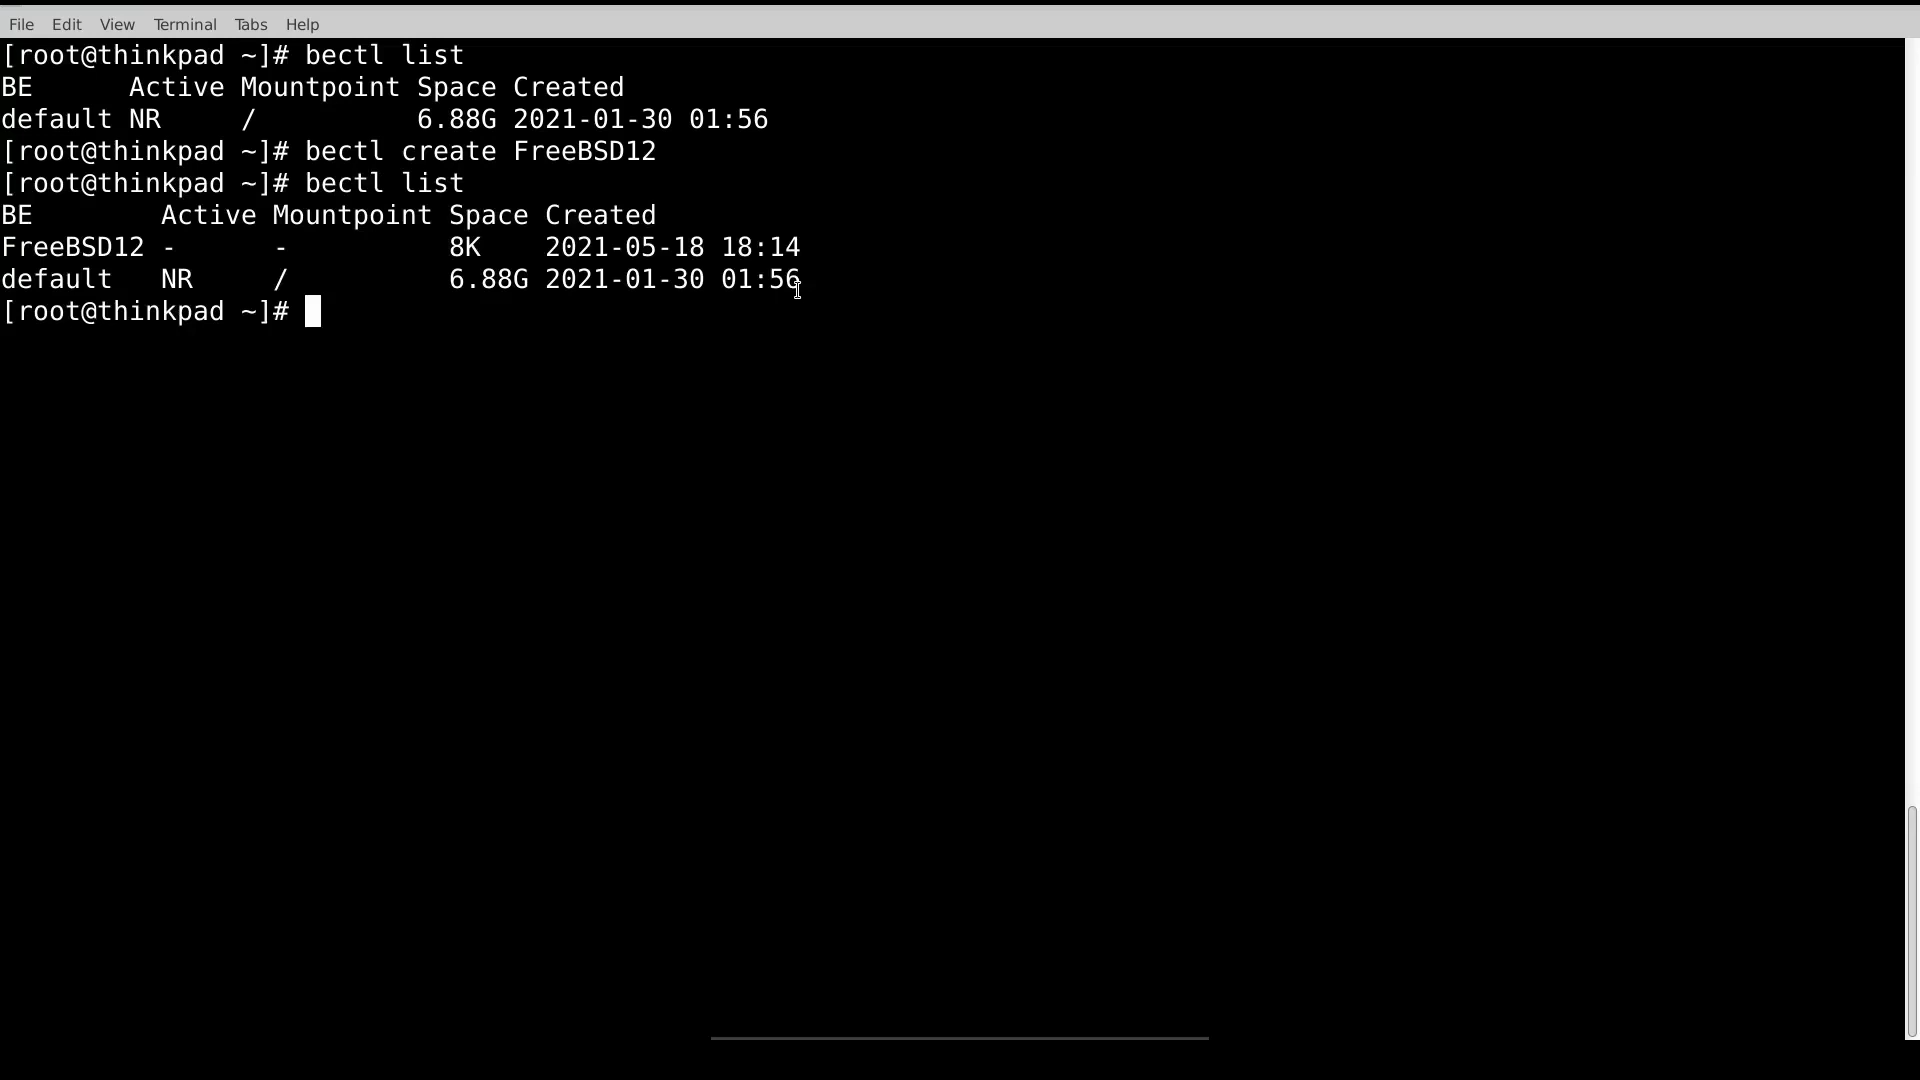 File Edit View Terminal Tabs Help
[root@thinkpad ~]# bectl list
BE      Active Mountpoint Space Created
default NR     /          6.88G 2021-01-30 01:56
[root@thinkpad ~]# bectl create FreeBSD12
[root@thinkpad ~]# bectl list
BE        Active Mountpoint Space Created
FreeBSD12 -      -          8K    2021-05-18 18:14
default   NR     /          6.88G 2021-01-30 01:56
[root@thinkpad ~]#